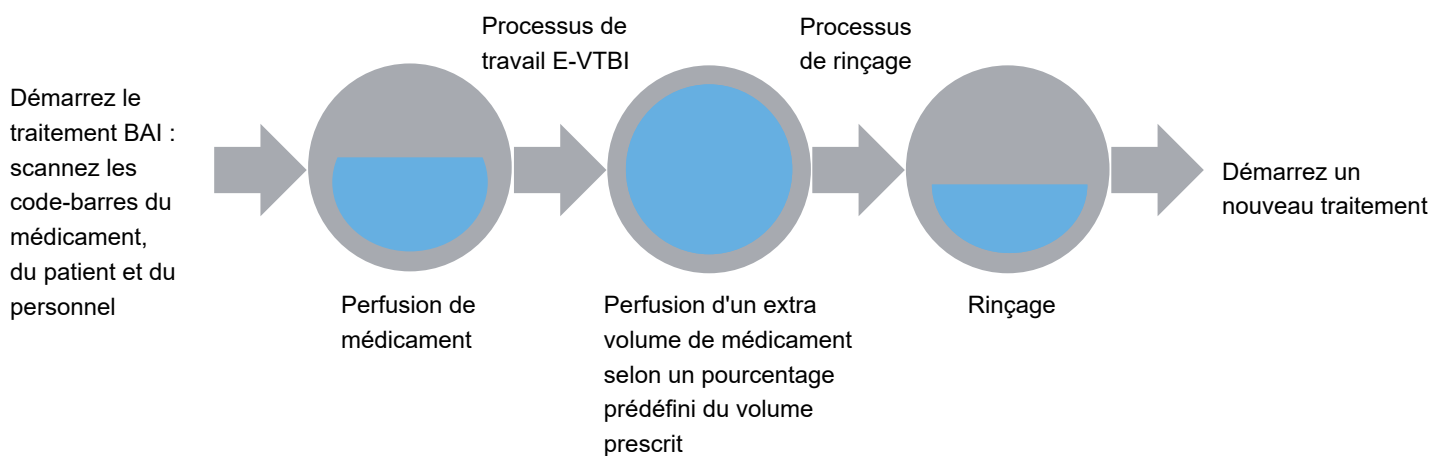 Démarrez le
traitement BAI :
scannez les
code-barres du
médicament,
du patient et du
personnel
Perfusion de
médicament
Processus de
travail E-VTBI
Perfusion d'un extra
volume de médicament
selon un pourcentage
prédéfini du volume
prescrit
Processus
de rinçage
Rinçage
Démarrez un
nouveau traitement